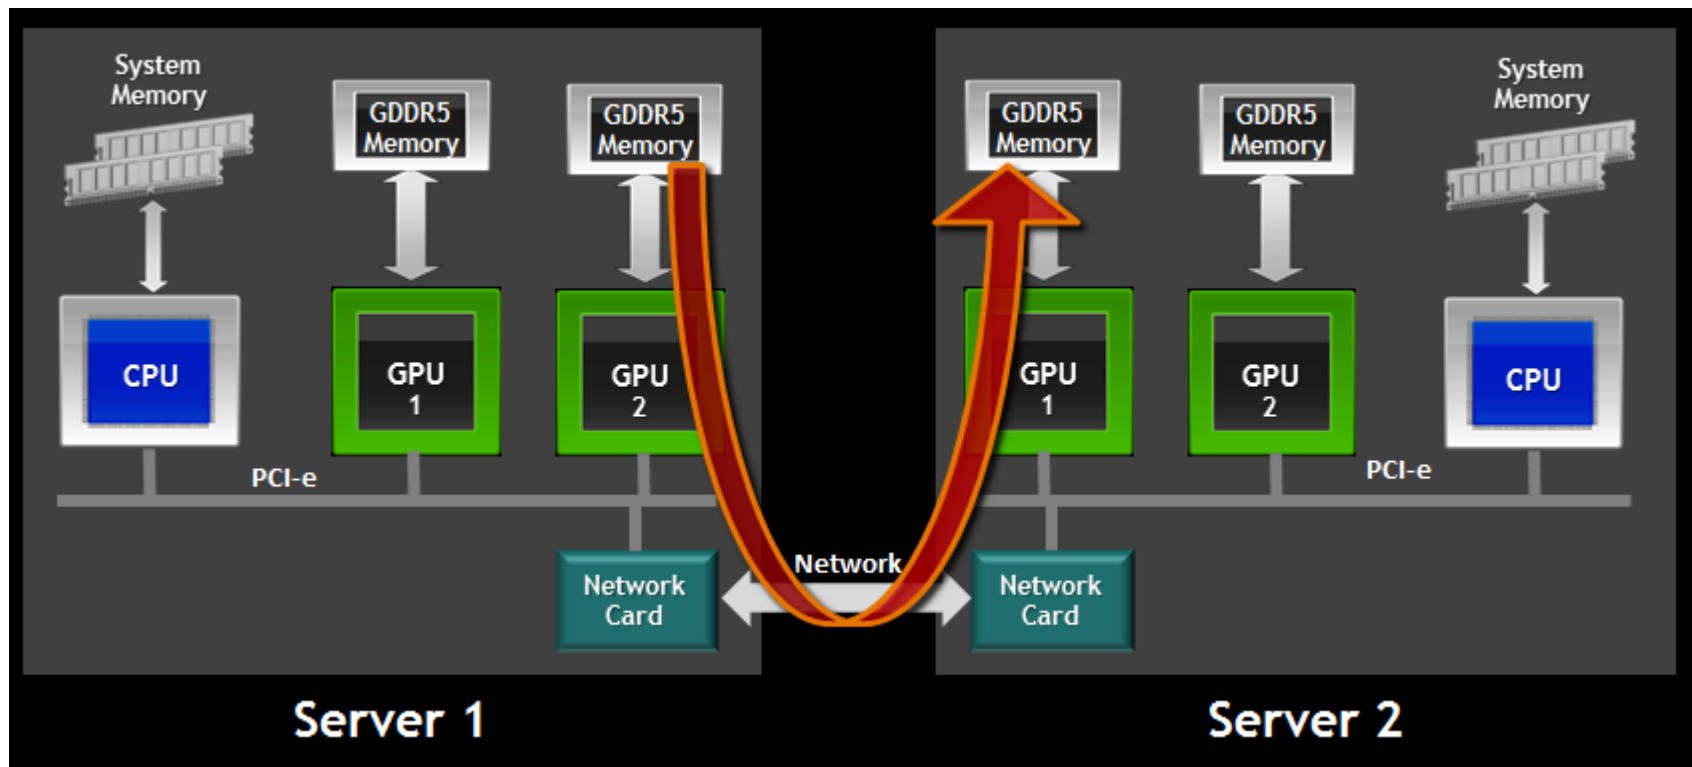 System
Memory
GDDR5
Memory
GDDR5
Memory
CPU
GPU
1
GPU
2
PCI-e
Network
Card
Server 1
Network
GDDR5
Memory
GDDR5
Memory
System
Memory
GPU
1
GPU
2
CPU
PCI-e
Network
Card
Server 2